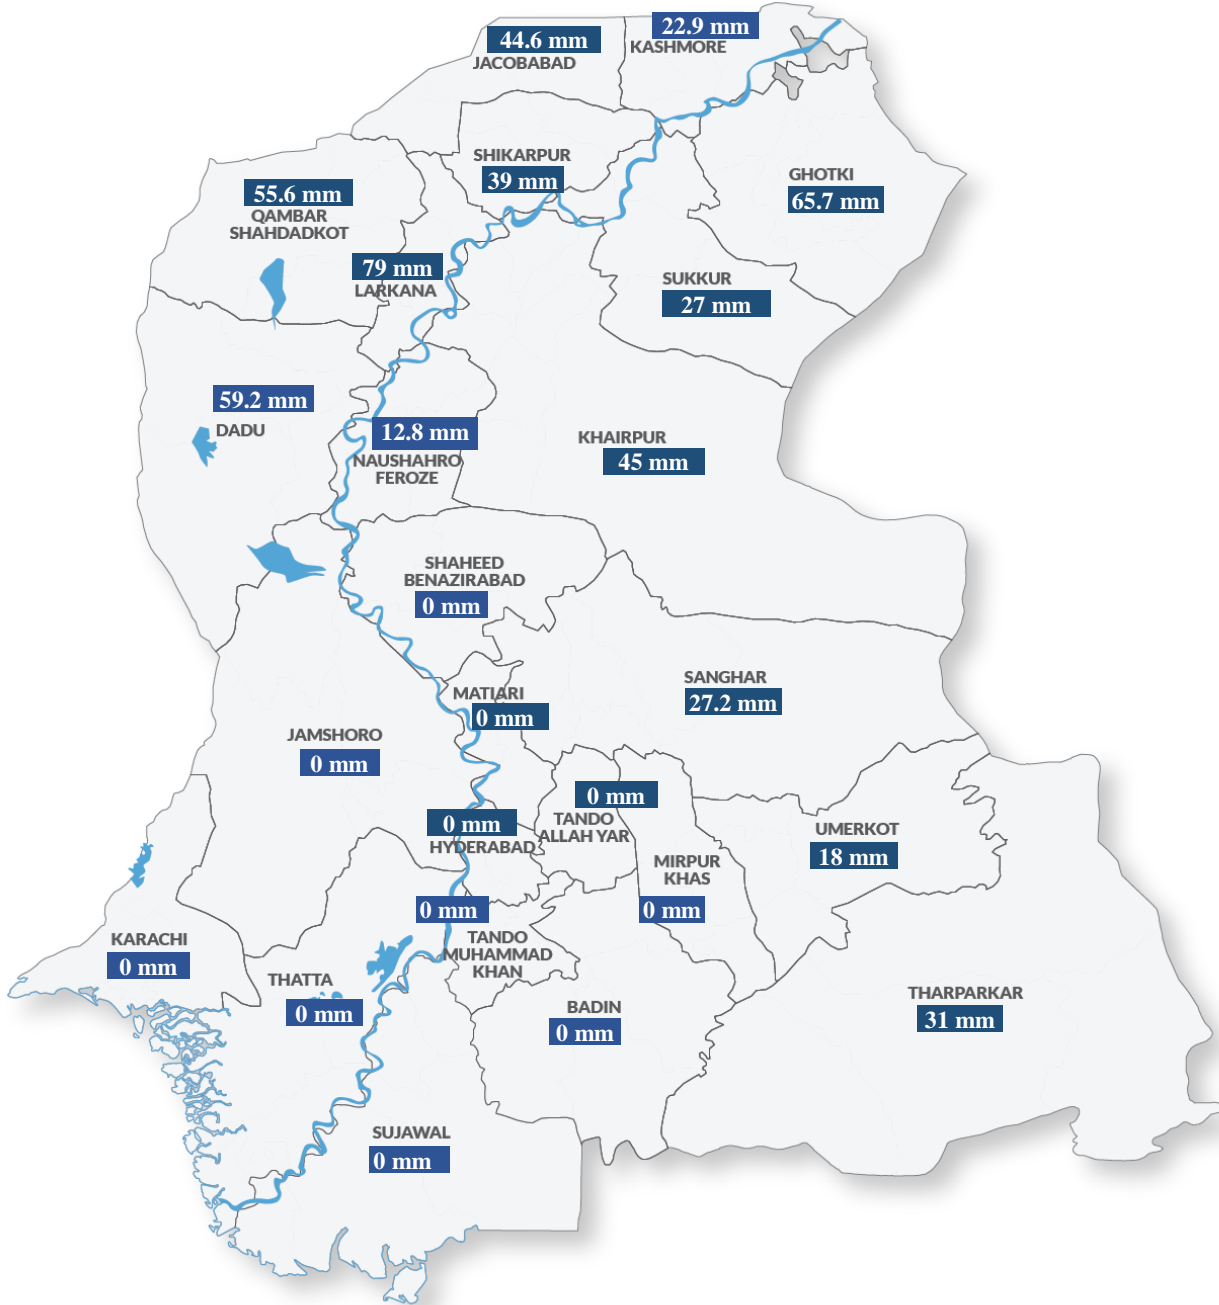 22.9 mm
KASHMORE
44.6 mm
JACOBABAD
SHIKARPUR
39 mm
GHOTKI
65.7 mm
55.6 mm
QAMBAR
SHAHDADKOT
79 mm
LARKANA
SUKKUR
27 mm
59.2 mm
DADU
12.8 mm
NAUSHAHRO
FEROZE
KHAIRPUR
45 mm
SHAHEED
BENAZIRABAD
0 mm
MATIARI
0 mm
SANGHAR
27.2 mm
JAMSHORO
0 mm
0 mm
TANDO
ALLAH YAR
0 mm
HYDERABAD
UMERKOT
18 mm
MIRPUR
KHAS
0 mm
0 mm
TANDO
MUHAMMAD
KHAN
KARACHI
0 mm
THATTA
0 mm
BADIN
0 mm
THARPARKAR
31 mm
SUJAWAL
0 mm